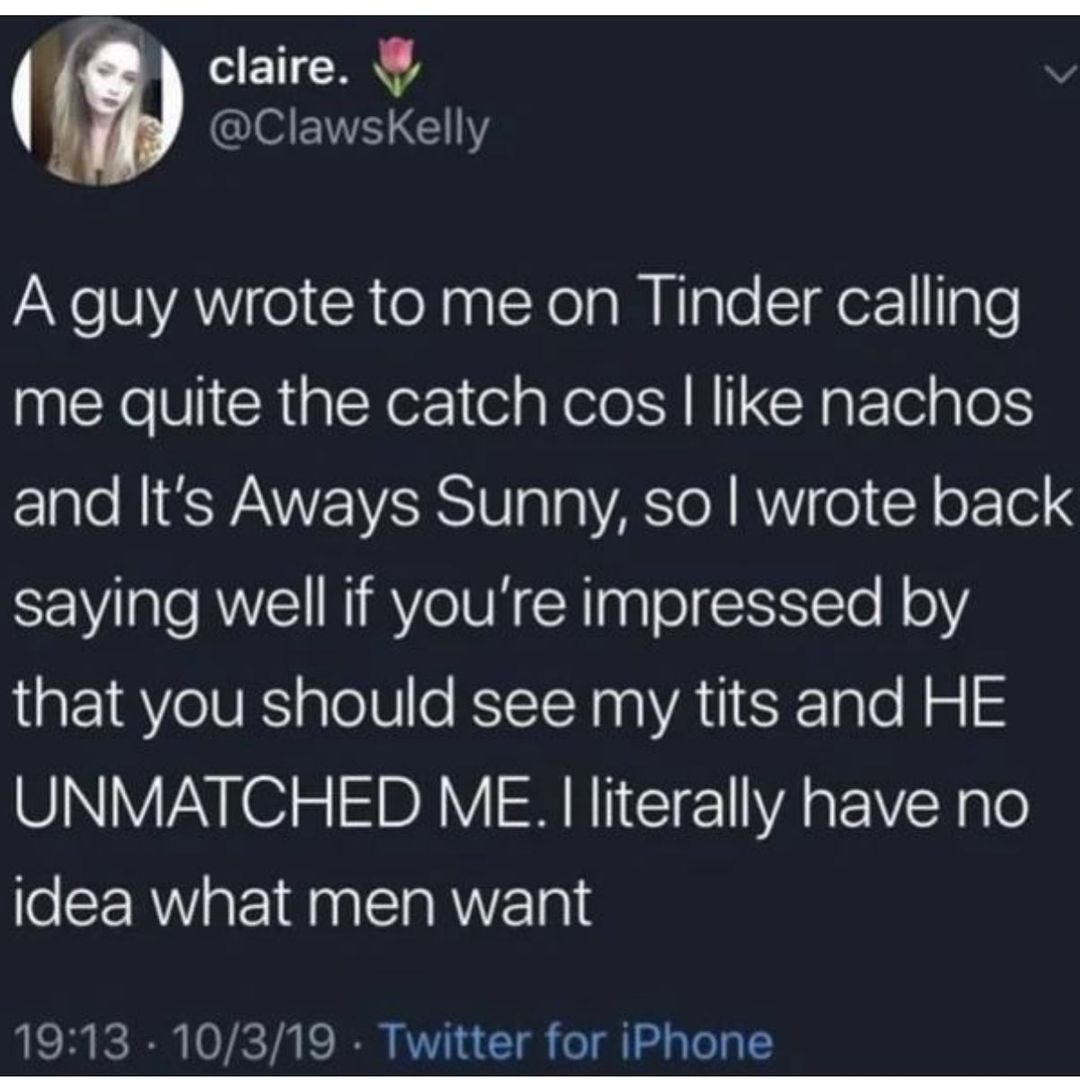 claire. 🌷
@ClawsKelly
A guy wrote to me on Tinder calling
me quite the catch cos I like nachos
and It's Aways Sunny, so I wrote back
saying well if you're impressed by
that you should see my tits and HE
UNMATCHED ME. I literally have no
idea what men want
19:13 · 10/3/19 · Twitter for iPhone